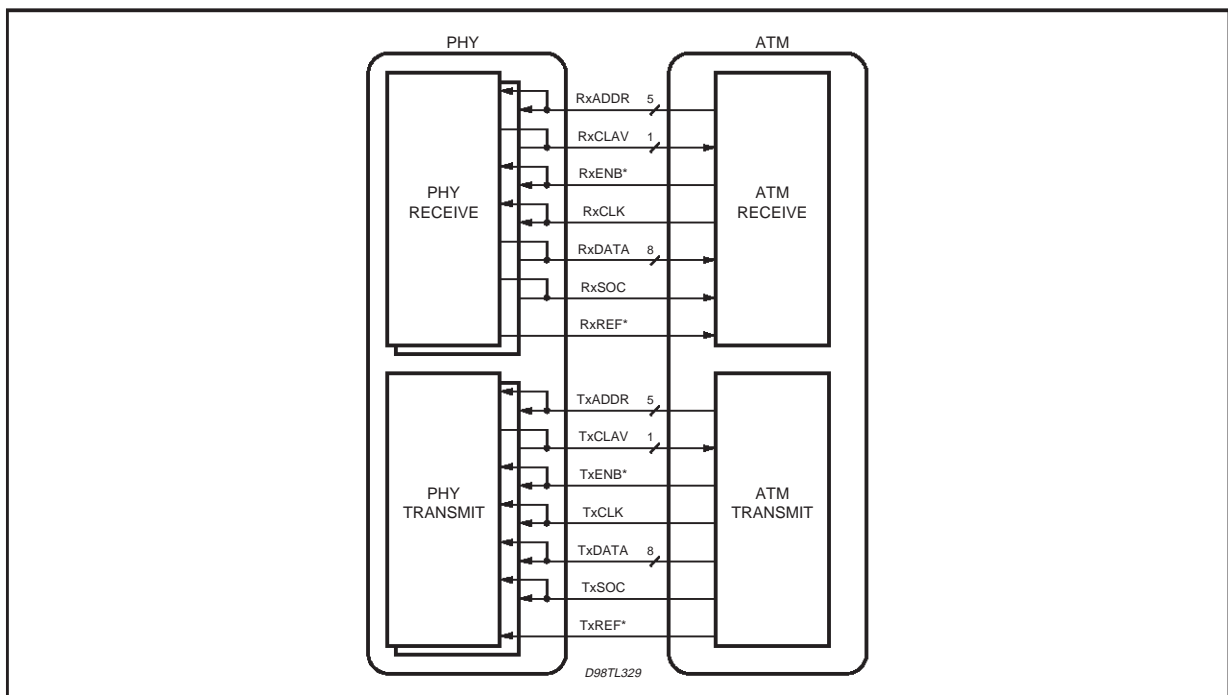 PHY
ATM
RxADDR 5
RxCLAV 1
RxENB*
RxCLK
RxDATA 8
RxSOC
RxREF*
PHY
RECEIVE
ATM
RECEIVE
TxADDR 5
TxCLAV 1
TxENB*
TxCLK
TxDATA 8
TxSOC
TxREF*
PHY
TRANSMIT
ATM
TRANSMIT
D98TL329